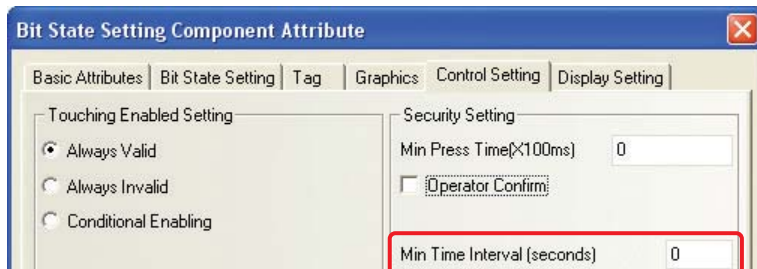 Bit State Setting Component Attribute
Basic Attributes Bit State Setting Tag Graphics Control Setting Display Setting
Touching Enabled Setting
Always Valid
Always Invalid
Conditional Enabling
Security Setting
Min Press Time(X100ms) 0
Operator Confirm
Min Time Interval (seconds) 0